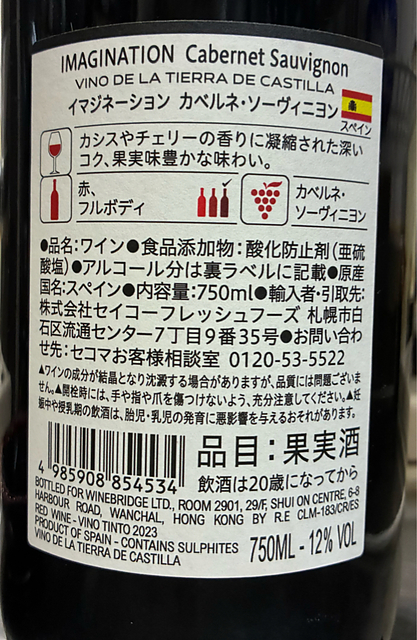 IMAGINATION Cabernet Sauvignon
VINO DE LA TIERRA DE CASTILLA
イマジネーション カベルネ・ソーヴィニヨン
スペイン
カシスやチェリーの香りに凝縮された深い
コク、果実味豊かな味わい。
赤、
フルボディ
カベルネ・
ソーヴィニヨン
●品名:ワイン●食品添加物:酸化防止剤(亜硫
酸塩)●アルコール分は裏ラベルに記載●原産
国名:スペイン●内容量:750ml●輸入者・引取先:
株式会社セイコーフレッシュフーズ 札幌市白
石区流通センター7丁目9番35号●お問い合わ
せ先:セコマお客様相談室 0120-53-5522
▲ワインの成分が結晶となり沈澱する場合がありますが、品質には問題ございま
せん。▲開栓時には、手や指や爪を傷つけないよう、充分注意してください。▲妊
娠中や授乳期の飲酒は、胎児・乳児の発育に悪影響を与えるおそれがあります。
品目:果実酒
飲酒は20歳になってから
4 985908 854534
BOTTLED FOR WINEBRIDGE LTD., ROOM 2901, 29/F, SHUI ON CENTRE, 6-8
HARBOUR ROAD, WANCHAL, HONG KONG BY R.E CLM-183/CR/ES
RED WINE - VINO TINTO 2023
PRODUCT OF SPAIN - CONTAINS SULPHITES
VINO DE LA TIERRA DE CASTILLA
750ML - 12% VOL